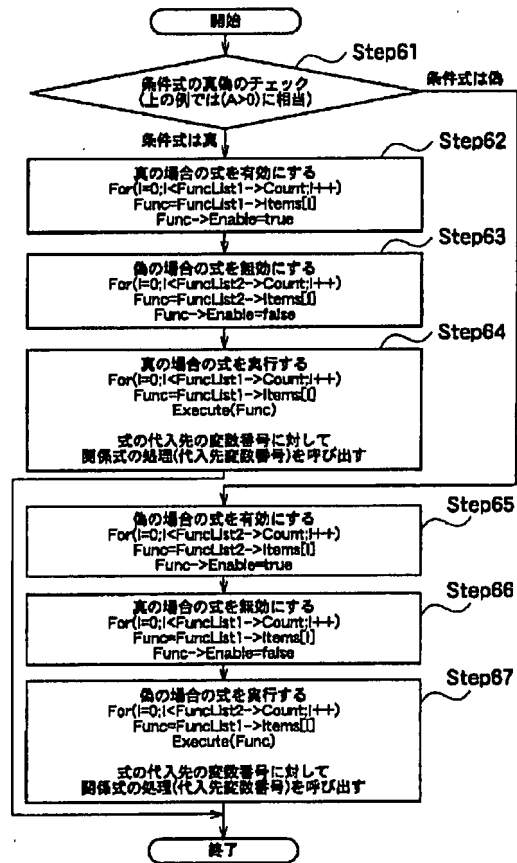 開始
Step61
条件式の真偽のチェック
(上の例では(A>0)に相当)
条件式は偽
条件式は真
Step62
真の場合の式を有効にする
For(i=0;i<FuncList1->Count;i++)
Func=FuncList1->Items[i]
Func->Enable=true
Step63
偽の場合の式を無効にする
For(i=0;i<FuncList2->Count;i++)
Func=FuncList2->Items[i]
Func->Enable=false
Step64
真の場合の式を実行する
For(i=0;i<FuncList1->Count;i++)
Func=FuncList1->Items[i]
Execute(Func)
式の代入先の変数番号に対して
関係式の処理(代入先変数番号)を呼び出す
Step65
偽の場合の式を有効にする
For(i=0;i<FuncList2->Count;i++)
Func=FuncList2->Items[i]
Func->Enable=true
Step66
真の場合の式を無効にする
For(i=0;i<FuncList1->Count;i++)
Func=FuncList1->Items[i]
Func->Enable=false
Step67
偽の場合の式を実行する
For(i=0;i<FuncList2->Count;i++)
Func=FuncList1->Items[i]
Execute(Func)
式の代入先の変数番号に対して
関係式の処理(代入先変数番号)を呼び出す
終了